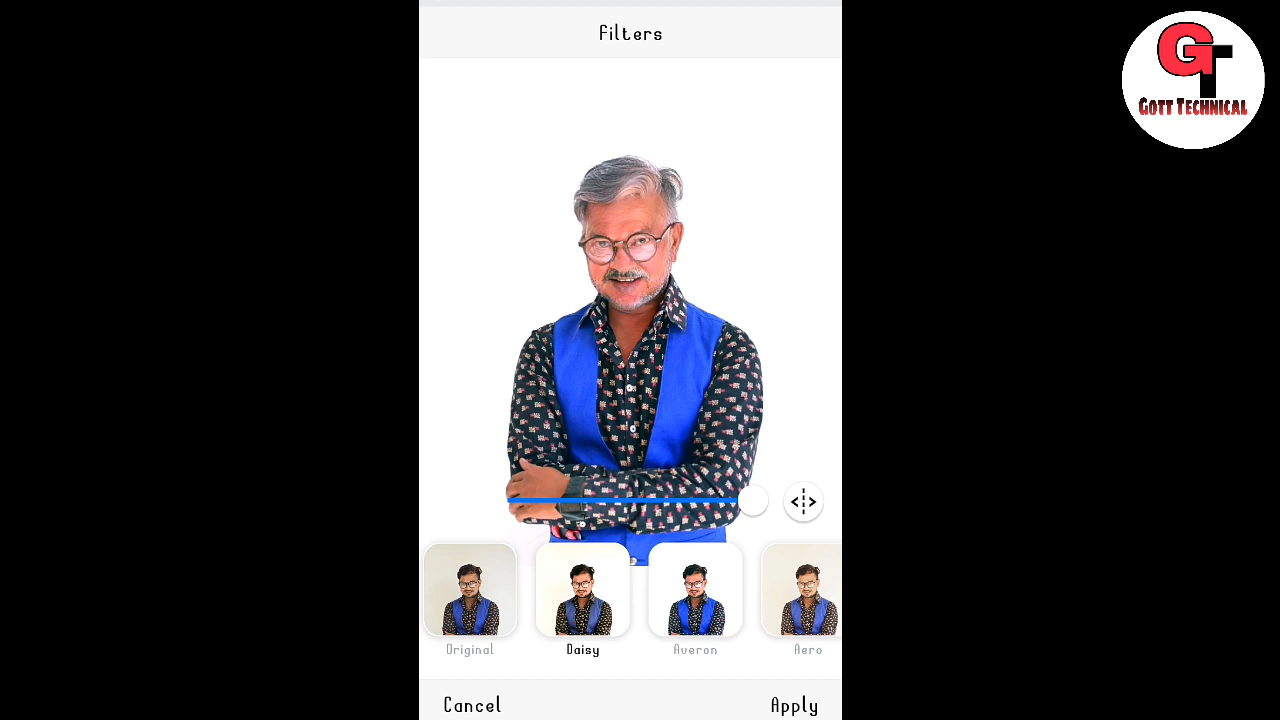 Filters
GT
GOTT TECHNICAL
Original
Daisy
Averon
Aero
Cancel
Apply